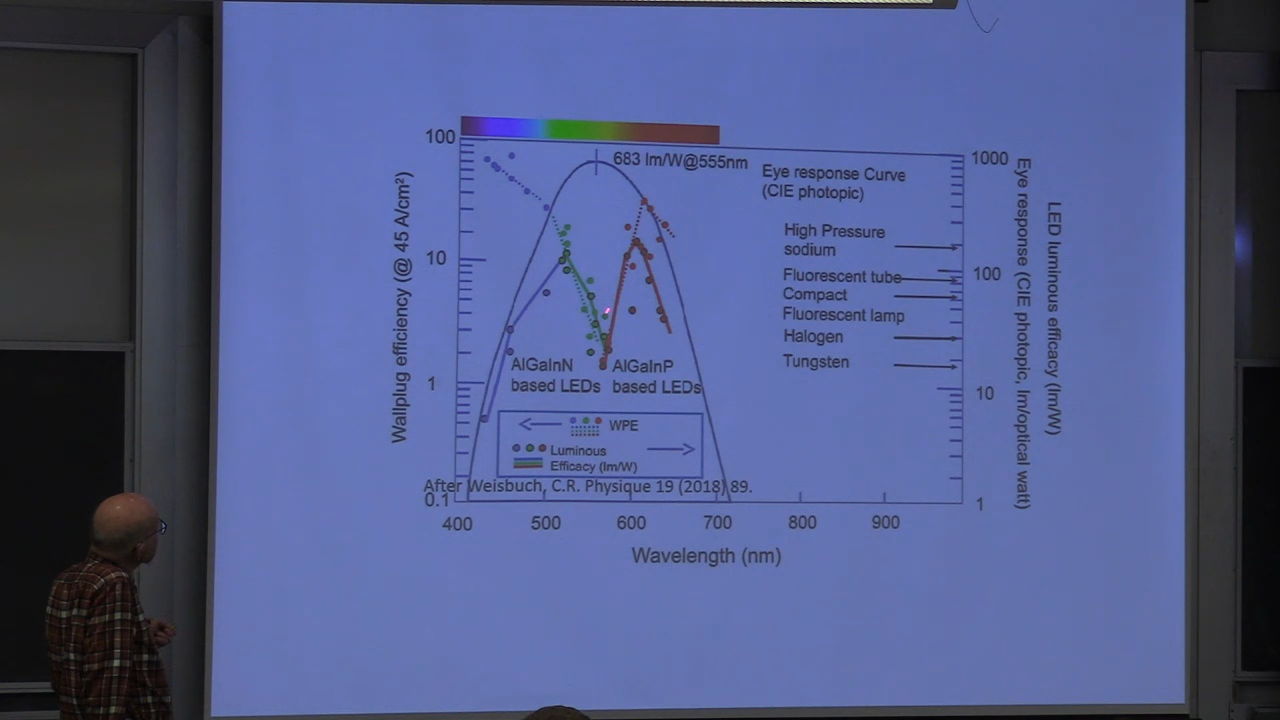 100
10
1
0.1
Wallplug efficiency (@ 45 A/cm²)
683 lm/W@555nm
Eye response Curve
(CIE photopic)
High Pressure
sodium
Fluorescent tube
Compact
Fluorescent lamp
Halogen
Tungsten
AlGaInN
based LEDs
AlGaInP
based LEDs
WPE
Luminous
Efficacy (lm/W)
After Weisbuch, C.R. Physique 19 (2018) 89.
400 500 600 700 800 900
Wavelength (nm)
1000
100
10
1
Eye response (CIE photopic, lm/optical watt)
LED luminous efficacy (lm/W)